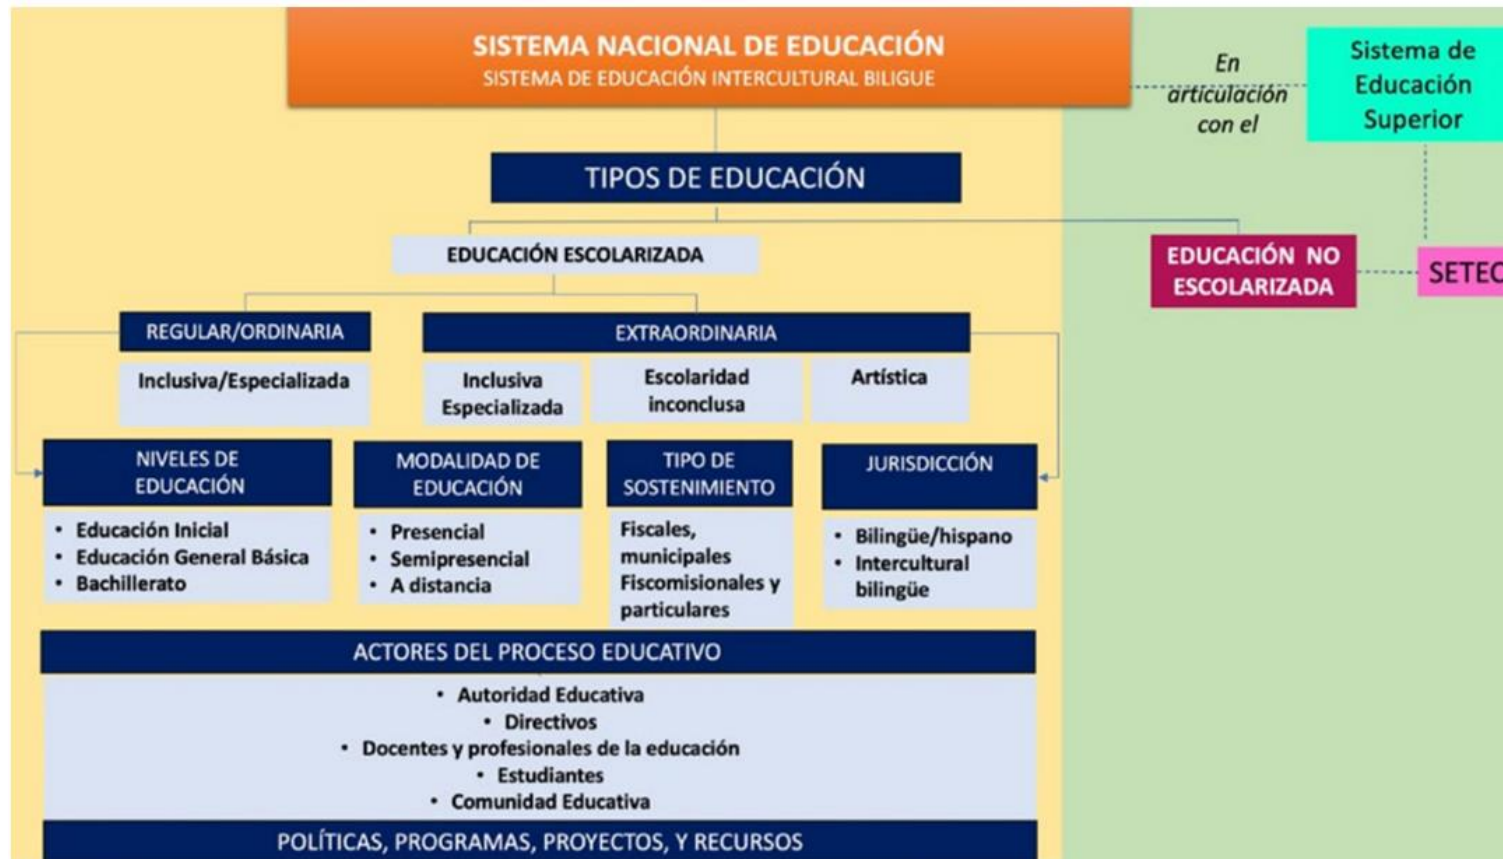 SISTEMA NACIONAL DE EDUCACIÓN
SISTEMA DE EDUCACIÓN INTERCULTURAL BILIGUE
En
articulación
con el
Sistema de
Educación
Superior
TIPOS DE EDUCACIÓN
EDUCACIÓN ESCOLARIZADA
EDUCACIÓN NO
ESCOLARIZADA
SETEC
REGULAR/ORDINARIA
EXTRAORDINARIA
Inclusiva/Especializada
Inclusiva
Especializada
Escolaridad
inconclusa
Artística
NIVELES DE
EDUCACIÓN
• Educación Inicial
• Educación General Básica
• Bachillerato
MODALIDAD DE
EDUCACIÓN
• Presencial
• Semipresencial
• A distancia
TIPO DE
SOSTENIMIENTO
Fiscales,
municipales
Fiscomisionales y
particulares
JURISDICCIÓN
• Bilingüe/hispano
• Intercultural
bilingüe
ACTORES DEL PROCESO EDUCATIVO
• Autoridad Educativa
• Directivos
• Docentes y profesionales de la educación
• Estudiantes
• Comunidad Educativa
POLÍTICAS, PROGRAMAS, PROYECTOS, Y RECURSOS